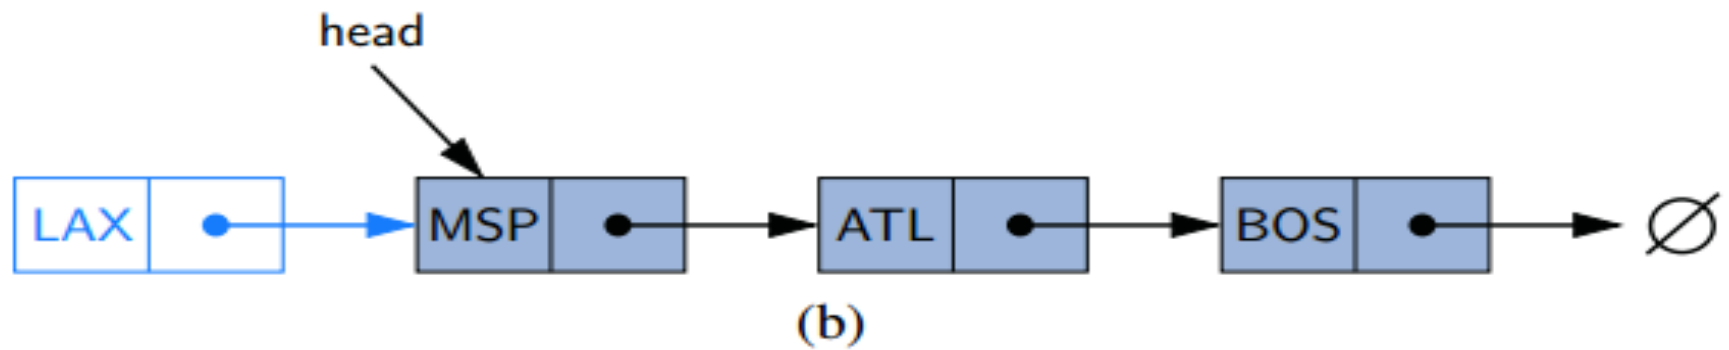 head
LAX MSP ATL BOS ∅
(b)